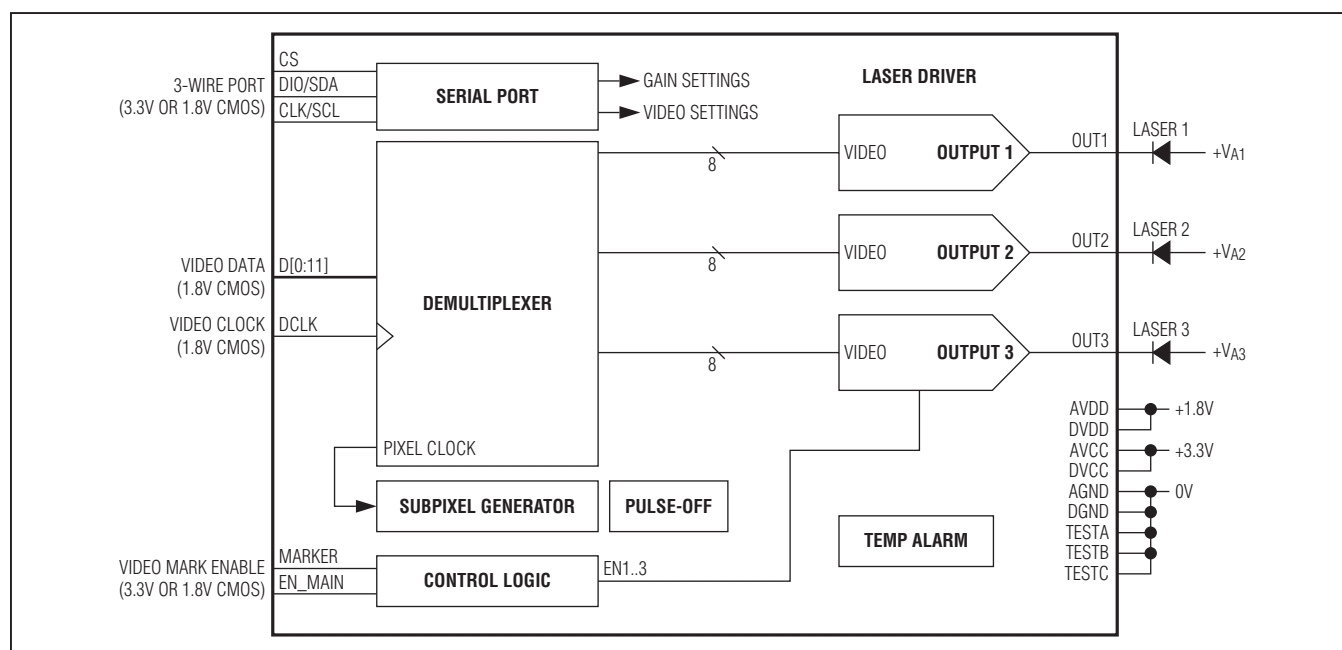 CS
3-WIRE PORT
(3.3V OR 1.8V CMOS)
DIO/SDA
CLK/SCL
SERIAL PORT
GAIN SETTINGS
VIDEO SETTINGS
LASER DRIVER
VIDEO
OUTPUT 1
OUT1
LASER 1
+VA1
8
VIDEO
OUTPUT 2
OUT2
LASER 2
+VA2
8
VIDEO DATA
(1.8V CMOS)
D[0:11]
DEMULTIPLEXER
VIDEO CLOCK
(1.8V CMOS)
DCLK
VIDEO
OUTPUT 3
OUT3
LASER 3
+VA3
8
PIXEL CLOCK
SUBPIXEL GENERATOR
PULSE-OFF
TEMP ALARM
AVDD
+1.8V
DVDD
AVCC
+3.3V
DVCC
AGND
0V
DGND
TESTA
TESTB
TESTC
VIDEO MARK ENABLE
(3.3V OR 1.8V CMOS)
MARKER
EN_MAIN
CONTROL LOGIC
EN1..3